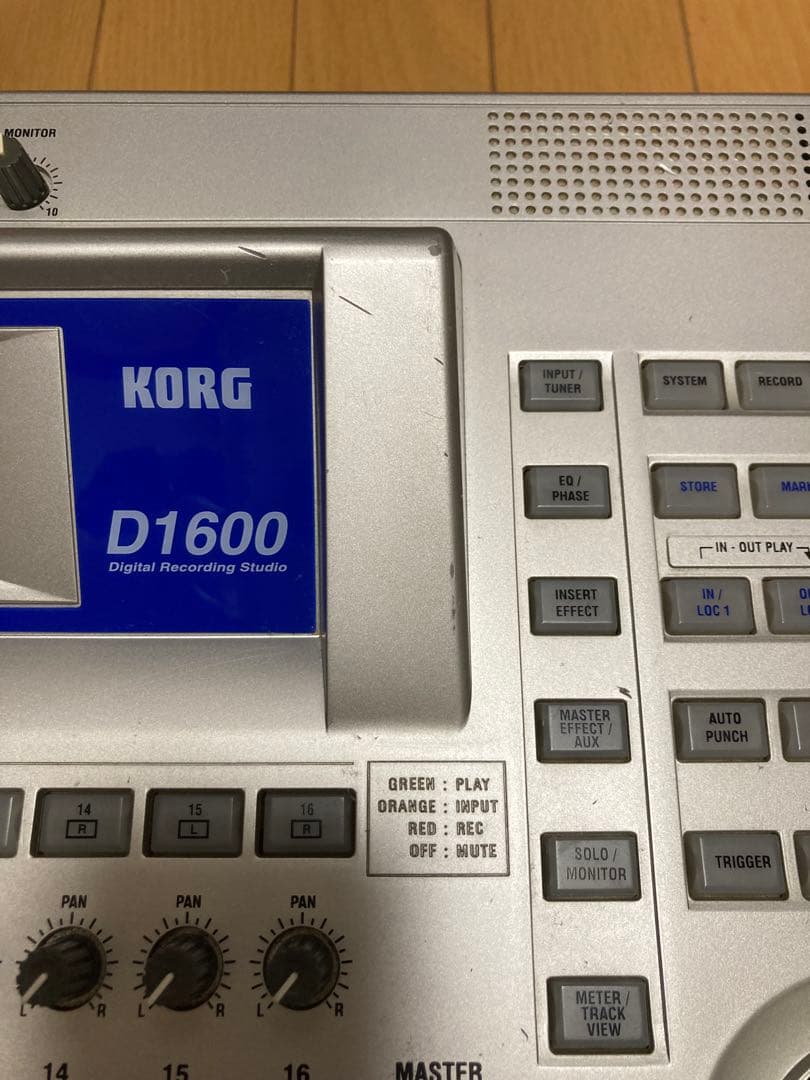 MONITOR
10
KORG
D1600
Digital Recording Studio
INPUT /
TUNER
SYSTEM
RECORD
EQ /
PHASE
STORE
IN - OUT PLAY
INSERT
EFFECT
IN /
LOC 1
MASTER
EFFECT /
AUX
AUTO
PUNCH
14
R
15
L
16
R
GREEN : PLAY
ORANGE : INPUT
RED : REC
OFF : MUTE
SOLO /
MONITOR
TRIGGER
PAN
PAN
PAN
L R
L R
L R
METER /
TRACK
VIEW
14
15
16
MASTER